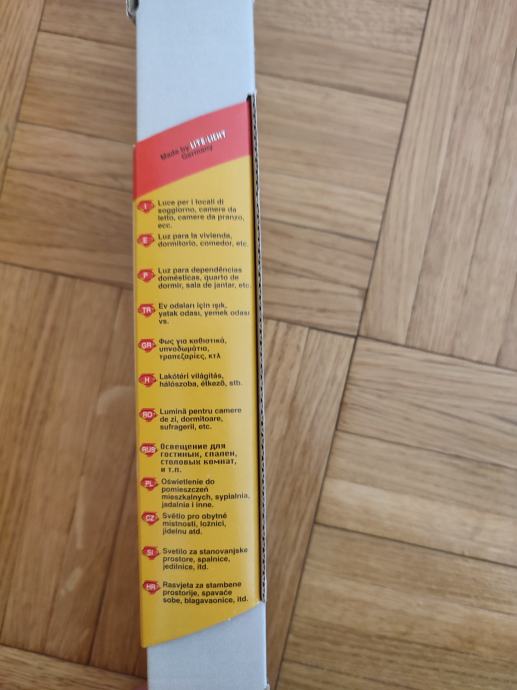 Made by LIVE-LIGHT
Germany
I Luce per i locali di
soggiorno, camere da
letto, camere da pranzo,
ecc.
E Luz para la vivienda,
dormitorio, comedor, etc.
P Luz para dependências
domésticas, quarto de
dormir, sala de jantar, etc.
TR Ev odaları için ışık,
yatak odası, yemek odası
vs.
GR Φως για καθιστικά,
υπνοδωμάτια,
τραπεζαρίες, κτλ
H Lakótéri világítás,
hálószoba, étkező, stb.
RO Lumină pentru camere
de zi, dormitoare,
sufragerii, etc.
RUS Освещение для
гостиных, спален,
столовых комнат,
и т.п.
PL Oświetlenie do
pomieszczeń
mieszkalnych, sypialnia,
jadalnia i inne.
CZ Světlo pro obytné
místnosti, ložnici,
jídelnu atd.
SI Svetilo za stanovanjske
prostore, spalnice,
jedilnice, itd.
HR Rasvjeta za stambene
prostorije, spavaće
sobe, blagavaonice, itd.